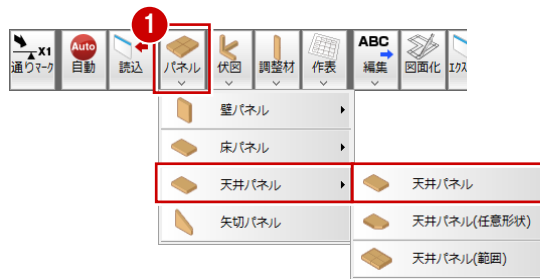 1
通りマーク
自動
読込
パネル
伏図
調整材
作表
編集
図面化
x1
Auto
ABC
壁パネル
床パネル
天井パネル
矢切パネル
天井パネル
天井パネル(任意形状)
天井パネル(範囲)